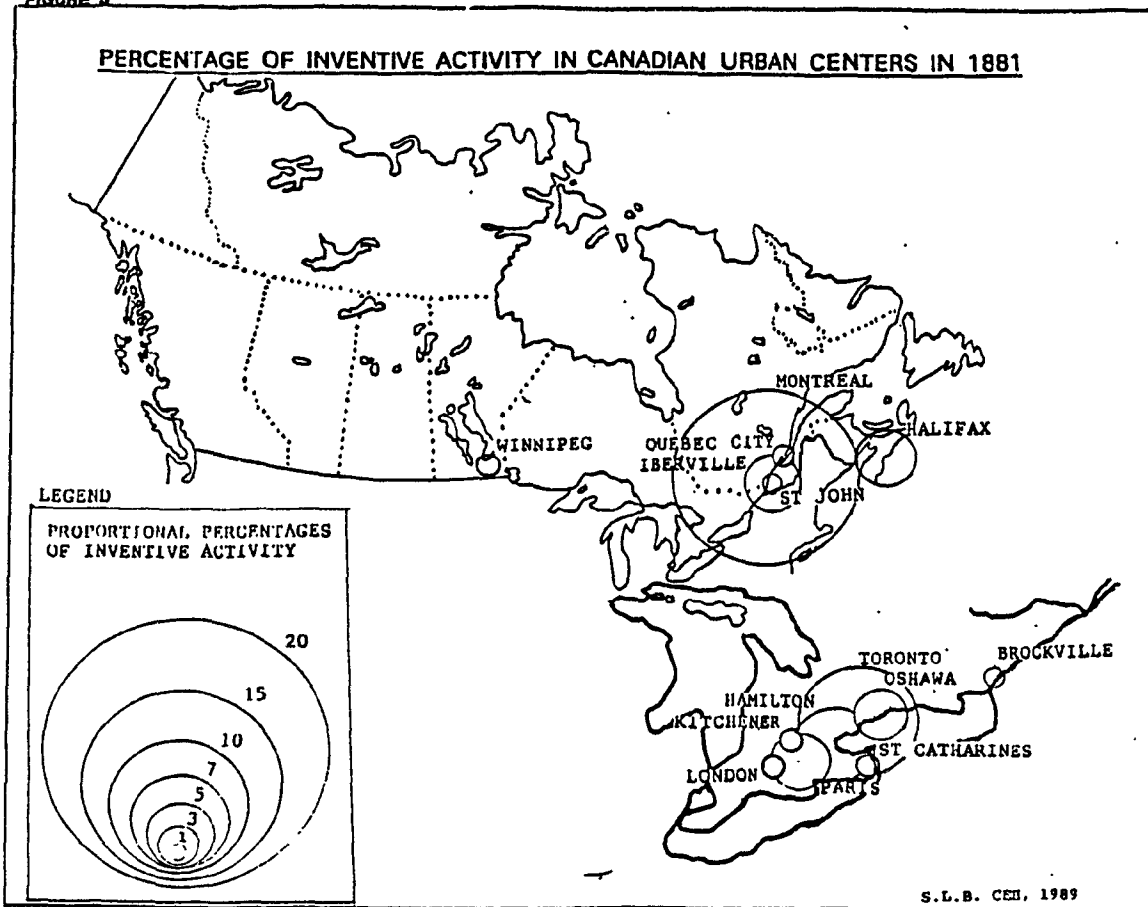 PERCENTAGE OF INVENTIVE ACTIVITY IN CANADIAN URBAN CENTERS IN 1881
MONTREAL
HALIFAX
QUEBEC CITY
IBERVILLE
WINNIPEG
ST JOHN
LEGEND
PROPORTIONAL PERCENTAGES
OF INVENTIVE ACTIVITY
20
15
10
7
5
3
1
BROCKVILLE
TORONTO
OSHAWA
HAMILTON
KITCHENER
ST CATHARINES
LONDON
PARIS
S.L.B. CEH, 1989